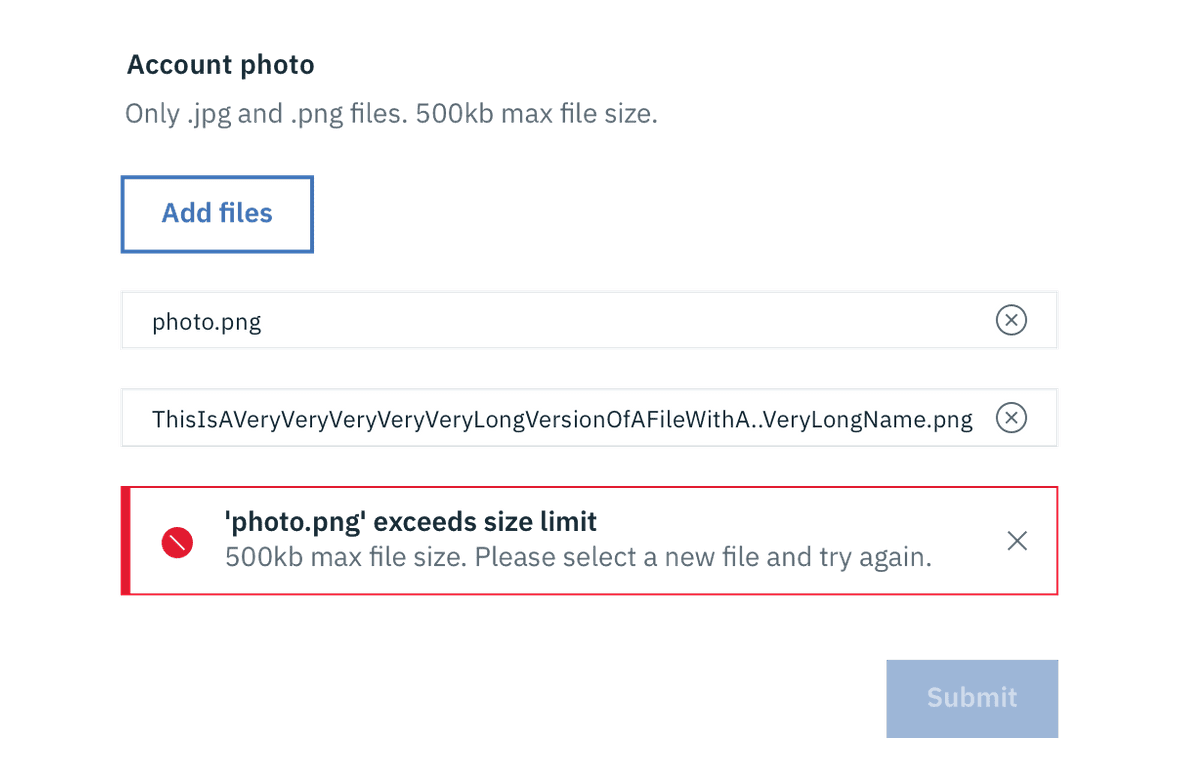 Account photo
Only .jpg and .png files. 500kb max file size.
Add files
photo.png
ThisIsAVeryVeryVeryVeryVeryLongVersionOfAFileWithA..VeryLongName.png
'photo.png' exceeds size limit
500kb max file size. Please select a new file and try again.
Submit